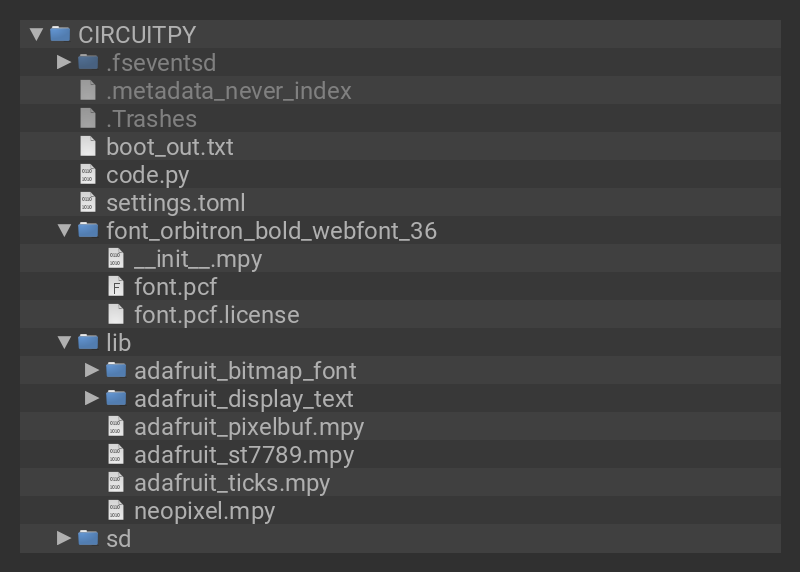 CIRCUITPY
.fseventsd
.metadata_never_index
.Trashes
boot_out.txt
code.py
settings.toml
font_orbitron_bold_webfont_36
__init__.mpy
font.pcf
font.pcf.license
lib
adafruit_bitmap_font
adafruit_display_text
adafruit_pixelbuf.mpy
adafruit_st7789.mpy
adafruit_ticks.mpy
neopixel.mpy
sd